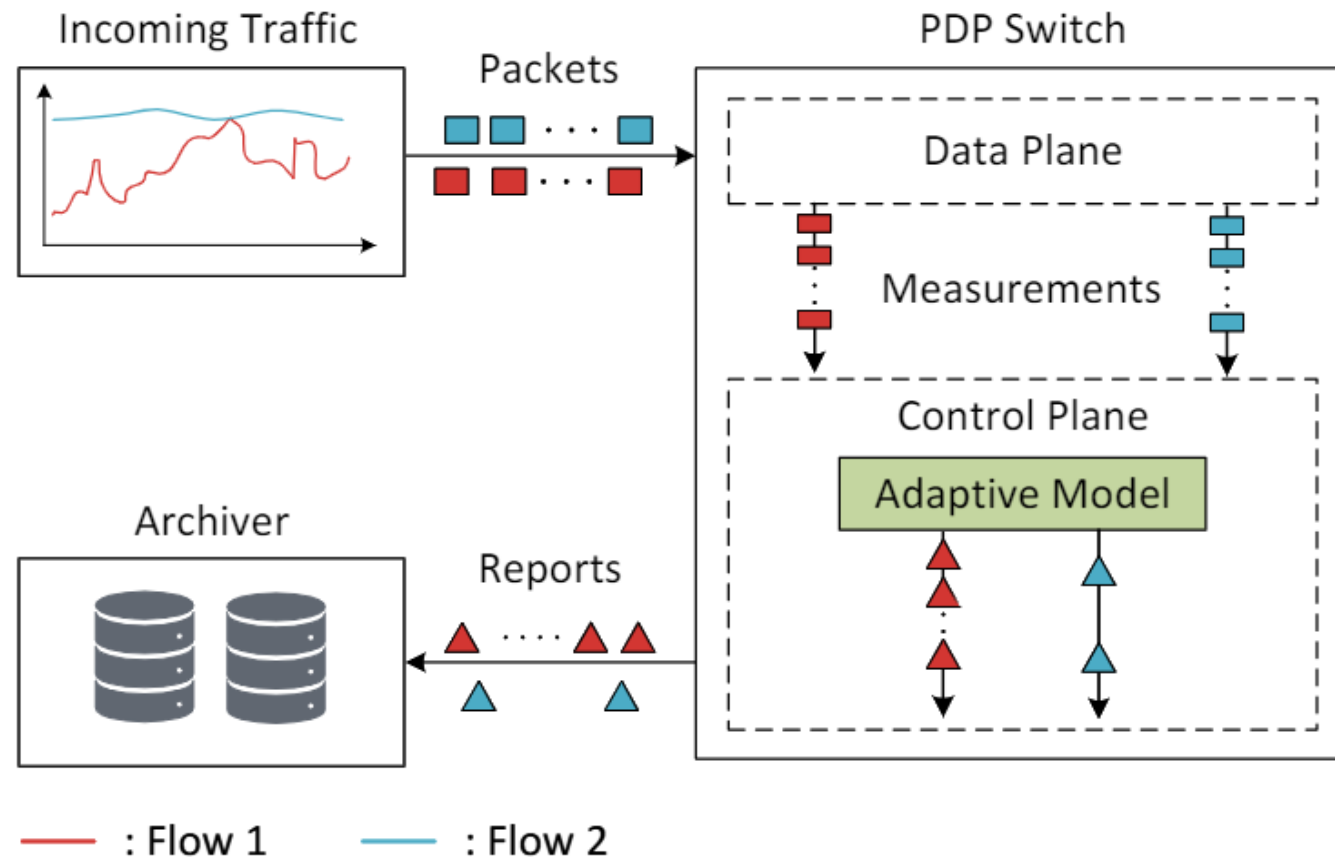 Incoming Traffic
PDP Switch
Packets
Data Plane
Measurements
Control Plane
Adaptive Model
Archiver
Reports
: Flow 1
: Flow 2